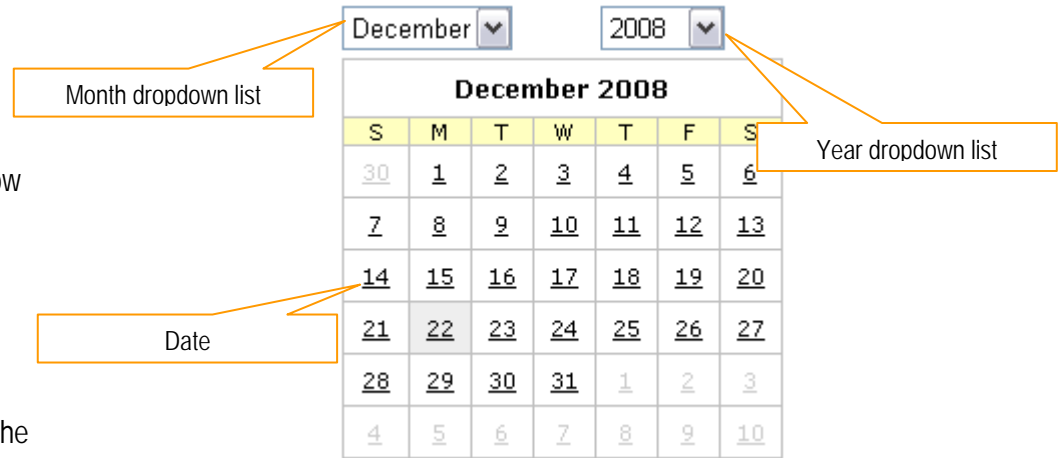 December 2008
Month dropdown list
December 2008
S M T W T F S
Year dropdown list
30 1 2 3 4 5 6
7 8 9 10 11 12 13
14 15 16 17 18 19 20
Date
21 22 23 24 25 26 27
28 29 30 31 1 2 3
he
4 5 6 7 8 9 10